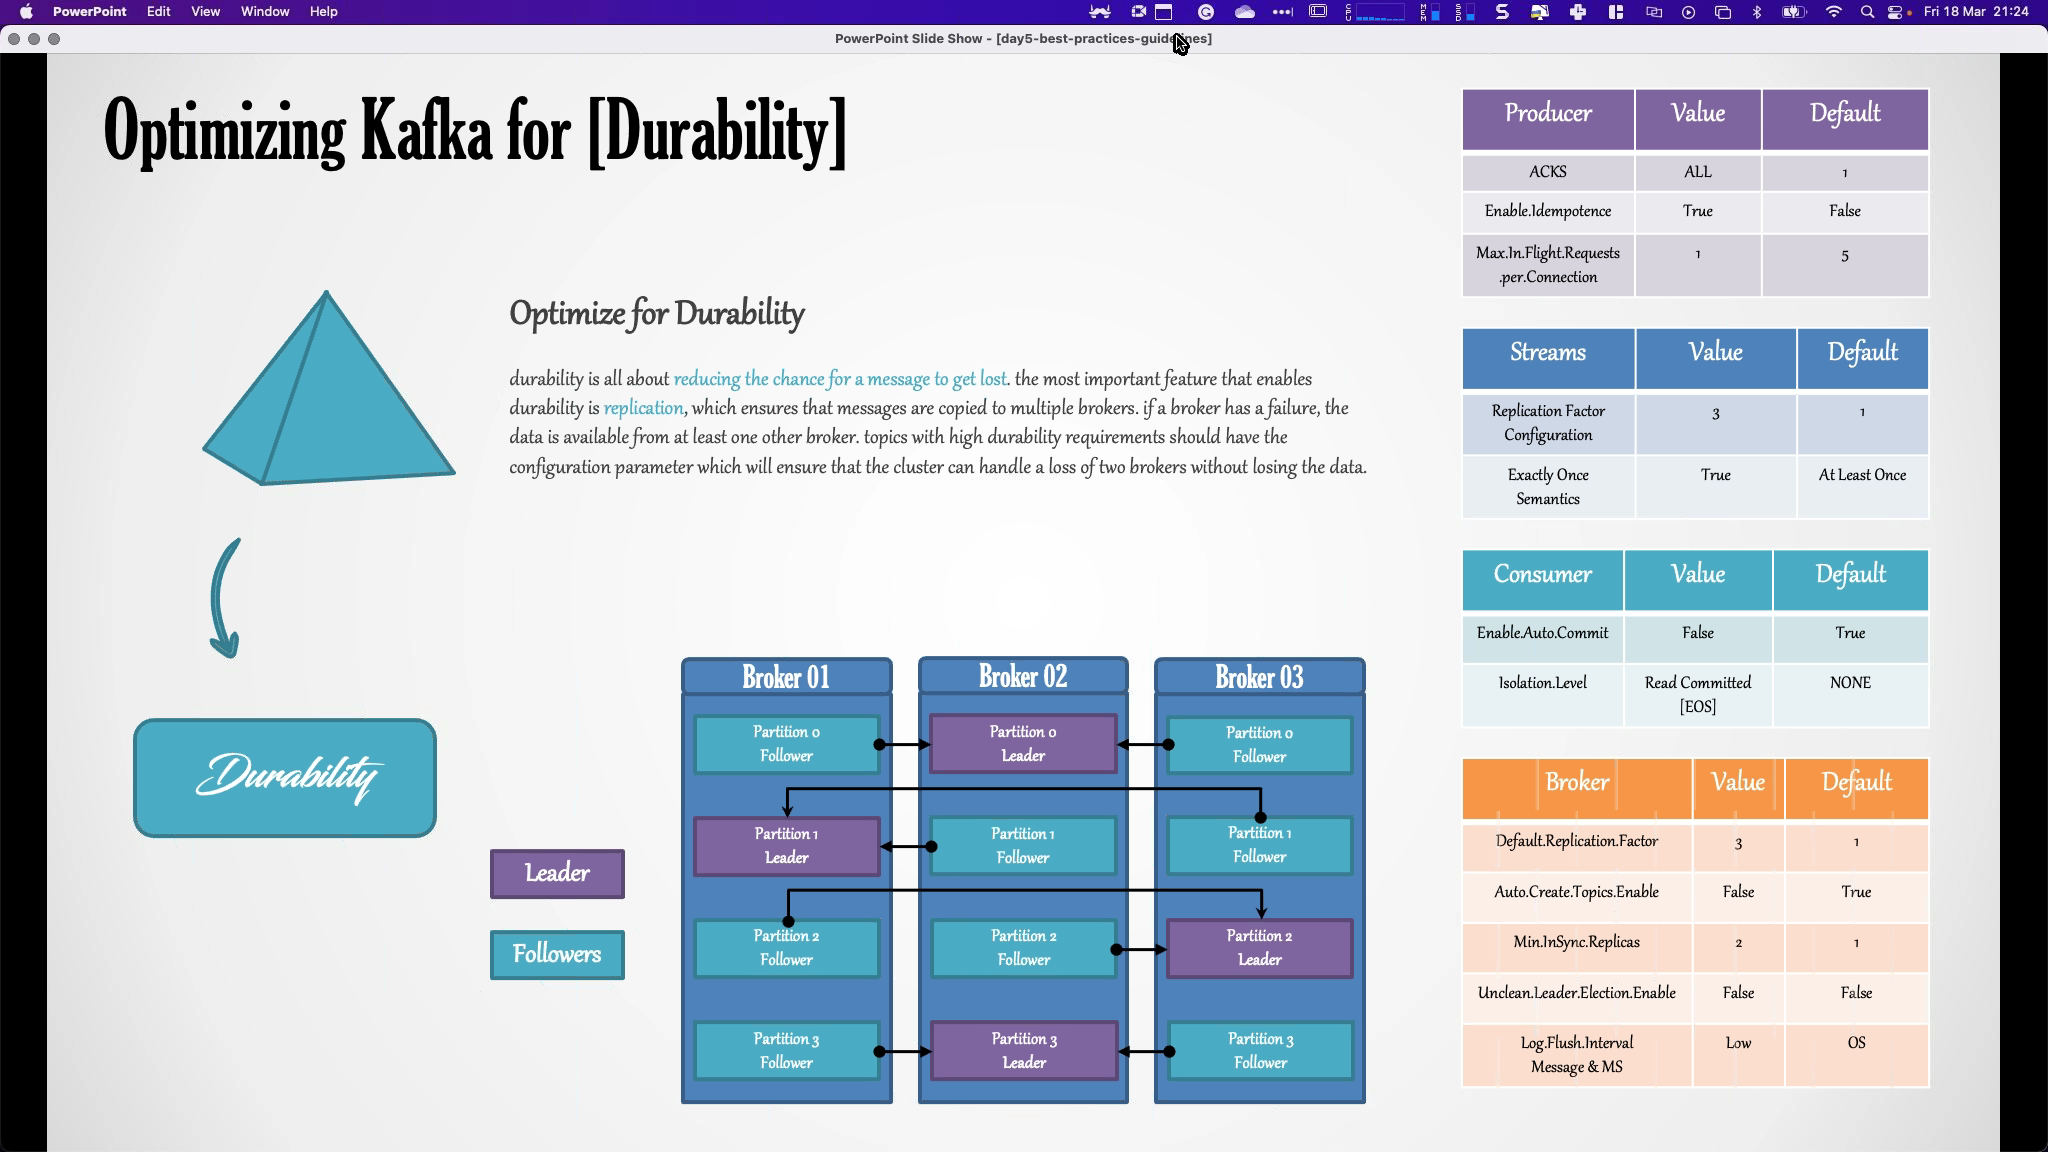 PowerPoint Edit View Window Help
Fri 18 Mar 21:24
PowerPoint Slide Show - [day5-best-practices-guidelines]
Optimizing Kafka for [Durability]
Optimize for Durability
durability is all about reducing the chance for a message to get lost. the most important feature that enables
durability is replication, which ensures that messages are copied to multiple brokers. if a broker has a failure, the
data is available from at least one other broker. topics with high durability requirements should have the
configuration parameter which will ensure that the cluster can handle a loss of two brokers without losing the data.
Durability
Leader
Followers
Broker 01 Broker 02 Broker 03
Partition 0 Partition 0 Partition 0
Follower Leader Follower
Partition 1 Partition 1 Partition 1
Leader Follower Follower
Partition 2 Partition 2 Partition 2
Follower Follower Leader
Partition 3 Partition 3 Partition 3
Follower Leader Follower
Producer Value Default
ACKS ALL 1
Enable.Idempotence True False
Max.In.Flight.Requests 1 5
.per.Connection
Streams Value Default
Replication Factor 3 1
Configuration
Exactly Once True At Least Once
Semantics
Consumer Value Default
Enable.Auto.Commit False True
Isolation.Level Read Committed NONE
[EOS]
Broker Value Default
Default.Replication.Factor 3 1
Auto.Create.Topics.Enable False True
Min.InSync.Replicas 2 1
Unclean.Leader.Election.Enable False False
Log.Flush.Interval Low OS
Message & MS